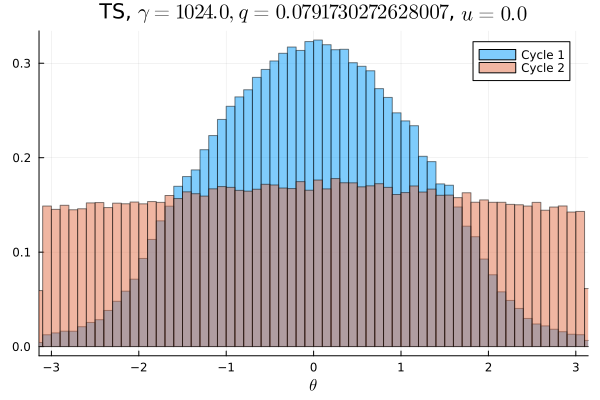 TS, γ = 1024.0, q = 0.0791730272628007, u = 0.0
Cycle 1
Cycle 2
0.3
0.2
0.1
0.0
−3 −2 −1 0 1 2 3
θ